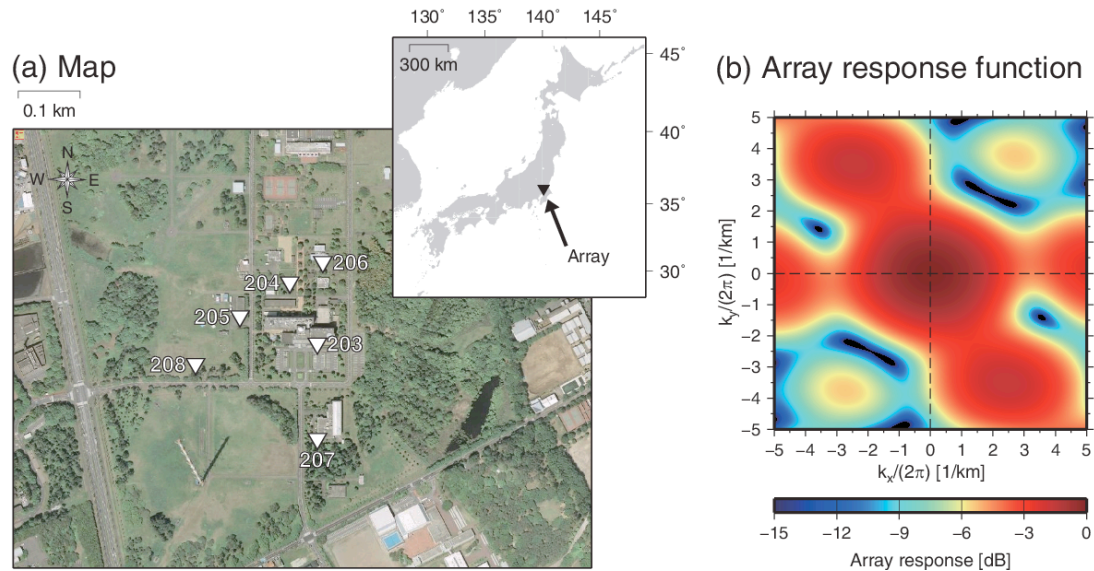 (a) Map
0.1 km
N
W E
S
204
206
205
203
208
207
130° 135° 140° 145°
300 km
45°
40°
35°
30°
Array
(b) Array response function
5
4
3
2
1
0
−1
−2
−3
−4
−5
k_y/(2π) [1/km]
−5 −4 −3 −2 −1 0 1 2 3 4 5
k_x/(2π) [1/km]
−15 −12 −9 −6 −3 0
Array response [dB]